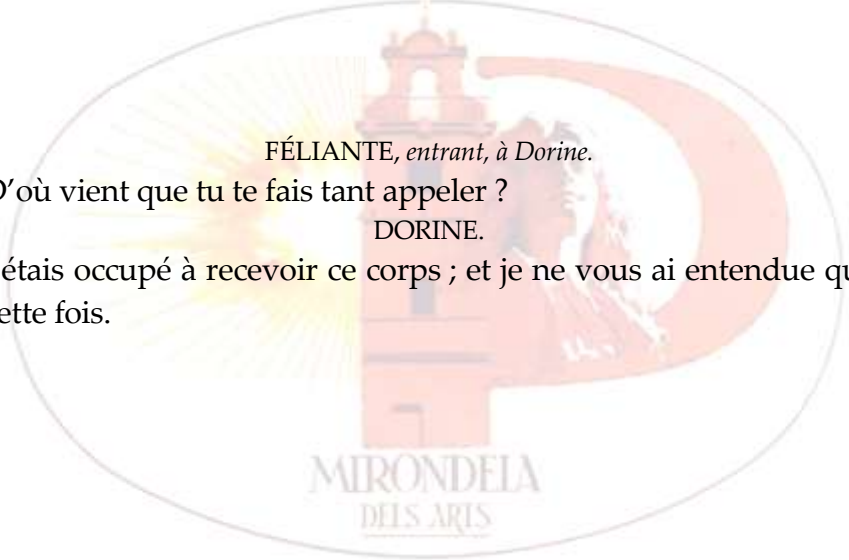 FÉLIANTE, entrant, à Dorine.
D’où vient que tu te fais tant appeler ?
DORINE.
étais occupé à recevoir ce corps ; et je ne vous ai entendue qu
ette fois.
MIRONDELA
DELS ARTS